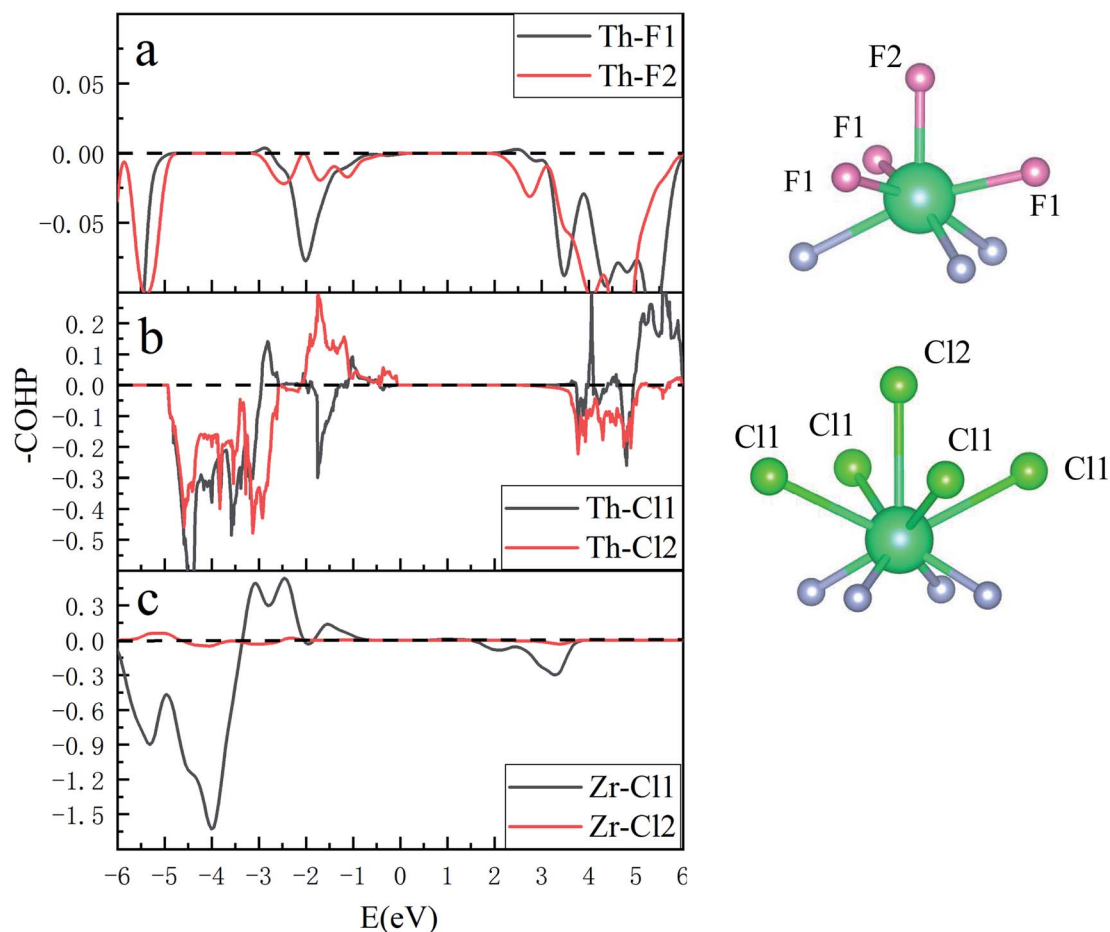 a
Th-F1
Th-F2
0.05
0.00
-0.05
b
0.2
0.1
0.0
-0.1
-0.2
-0.3
-0.4
-0.5
Th-Cl1
Th-Cl2
c
0.3
0.0
-0.3
-0.6
-0.9
-1.2
-1.5
Zr-Cl1
Zr-Cl2
-COHP
-6 -5 -4 -3 -2 -1 0 1 2 3 4 5 6
E(eV)
F2
F1
F1
F1
Cl2
Cl1
Cl1
Cl1
Cl1